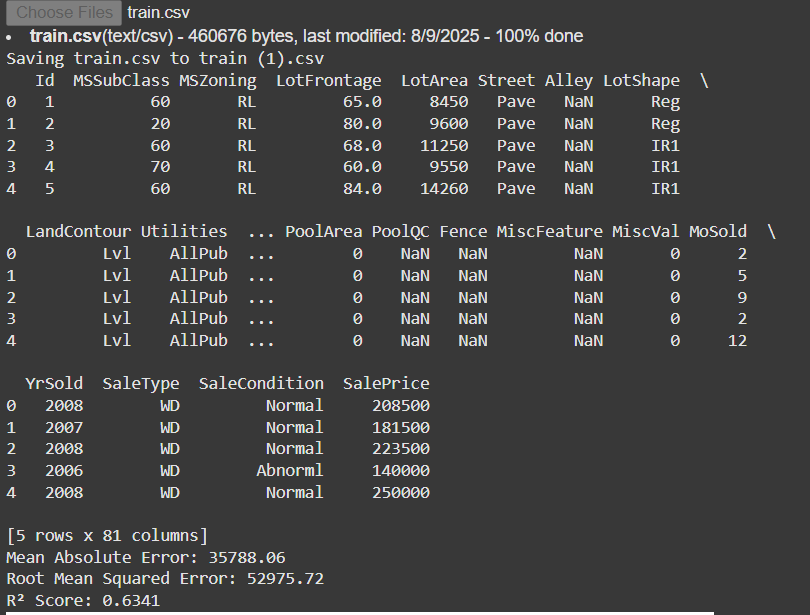 Choose Files train.csv
• train.csv(text/csv) - 460676 bytes, last modified: 8/9/2025 - 100% done
Saving train.csv to train (1).csv
   Id  MSSubClass MSZoning  LotFrontage  LotArea Street Alley LotShape  \
0   1          60       RL         65.0     8450   Pave   NaN      Reg
1   2          20       RL         80.0     9600   Pave   NaN      Reg
2   3          60       RL         68.0    11250   Pave   NaN      IR1
3   4          70       RL         60.0     9550   Pave   NaN      IR1
4   5          60       RL         84.0    14260   Pave   NaN      IR1

  LandContour Utilities  ... PoolArea PoolQC Fence MiscFeature MiscVal MoSold  \
0         Lvl    AllPub  ...        0    NaN   NaN         NaN       0      2
1         Lvl    AllPub  ...        0    NaN   NaN         NaN       0      5
2         Lvl    AllPub  ...        0    NaN   NaN         NaN       0      9
3         Lvl    AllPub  ...        0    NaN   NaN         NaN       0      2
4         Lvl    AllPub  ...        0    NaN   NaN         NaN       0     12

  YrSold  SaleType  SaleCondition  SalePrice
0   2008        WD         Normal     208500
1   2007        WD         Normal     181500
2   2008        WD         Normal     223500
3   2006        WD        Abnorml     140000
4   2008        WD         Normal     250000

[5 rows x 81 columns]
Mean Absolute Error: 35788.06
Root Mean Squared Error: 52975.72
R² Score: 0.6341